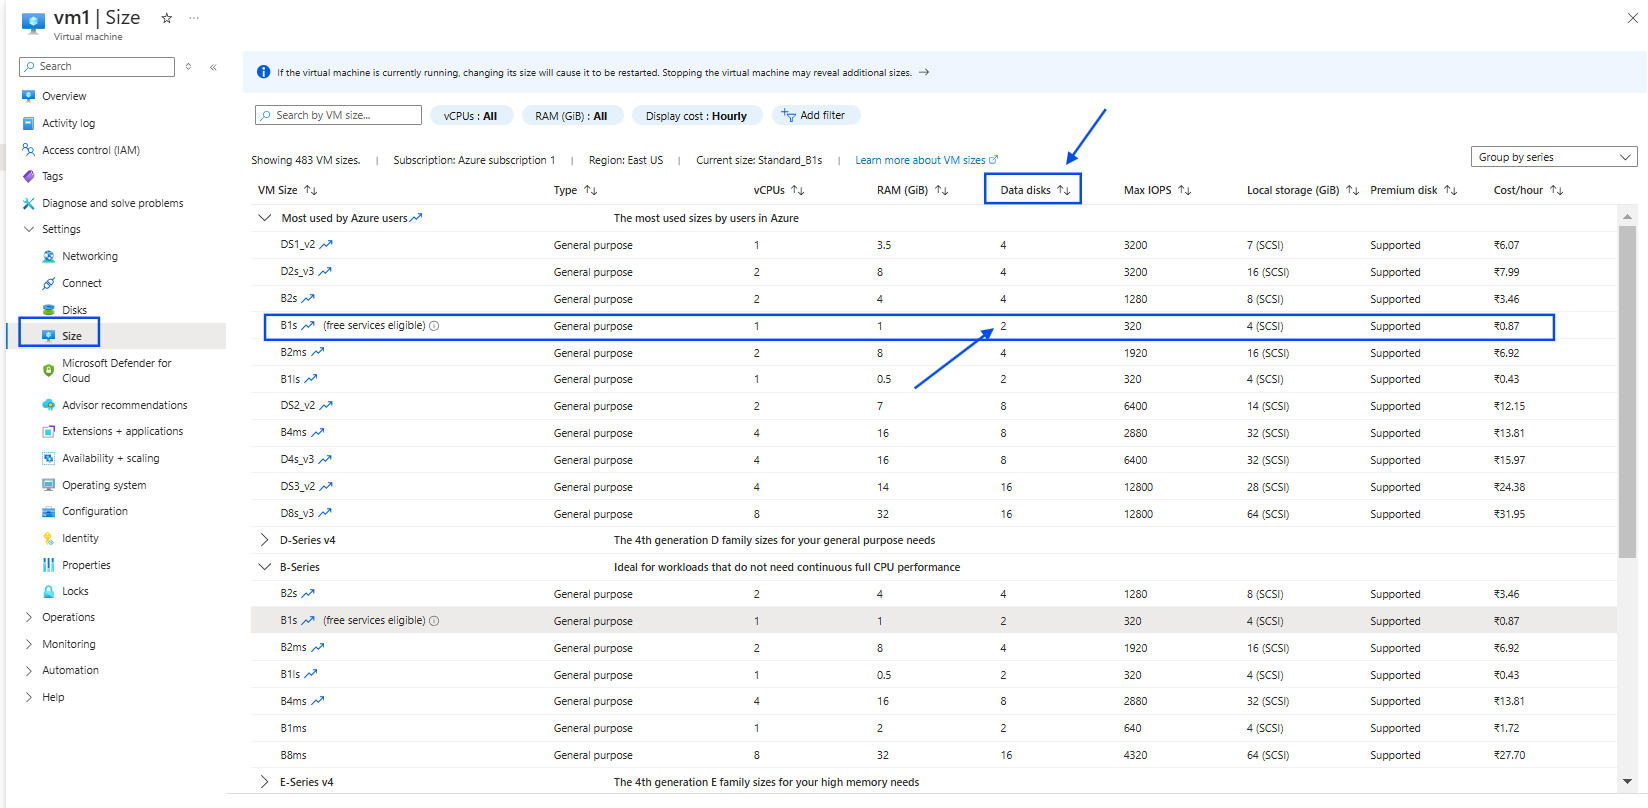 vm1 | Size
Virtual machine
Search
Overview
Activity log
Access control (IAM)
Tags
Diagnose and solve problems
Settings
Networking
Connect
Disks
Size
Microsoft Defender for
Cloud
Advisor recommendations
Extensions + applications
Availability + scaling
Operating system
Configuration
Identity
Properties
Locks
Operations
Monitoring
Automation
Help
If the virtual machine is currently running, changing its size will cause it to be restarted. Stopping the virtual machine may reveal additional sizes.
Search by VM size... vCPUs : All RAM (GiB) : All Display cost : Hourly Add filter
Showing 483 VM sizes. | Subscription: Azure subscription 1 | Region: East US | Current size: Standard_B1s | Learn more about VM sizes Group by series
VM Size Type vCPUs RAM (GiB) Data disks Max IOPS Local storage (GiB) Premium disk Cost/hour
Most used by Azure users The most used sizes by users in Azure
DS1_v2 General purpose 1 3.5 4 3200 7 (SCSI) Supported ₹6.07
D2s_v3 General purpose 2 8 4 3200 16 (SCSI) Supported ₹7.99
B2s General purpose 2 4 4 1280 8 (SCSI) Supported ₹3.46
B1s (free services eligible) General purpose 1 1 2 320 4 (SCSI) Supported ₹0.87
B2ms General purpose 2 8 4 1920 16 (SCSI) Supported ₹6.92
B1ls General purpose 1 0.5 2 320 4 (SCSI) Supported ₹0.43
DS2_v2 General purpose 2 7 8 6400 14 (SCSI) Supported ₹12.15
B4ms General purpose 4 16 8 2880 32 (SCSI) Supported ₹13.81
D4s_v3 General purpose 4 16 8 6400 32 (SCSI) Supported ₹15.97
DS3_v2 General purpose 4 14 16 12800 28 (SCSI) Supported ₹24.38
D8s_v3 General purpose 8 32 16 12800 64 (SCSI) Supported ₹31.95
D-Series v4 The 4th generation D family sizes for your general purpose needs
B-Series Ideal for workloads that do not need continuous full CPU performance
B2s General purpose 2 4 4 1280 8 (SCSI) Supported ₹3.46
B1s (free services eligible) General purpose 1 1 2 320 4 (SCSI) Supported ₹0.87
B2ms General purpose 2 8 4 1920 16 (SCSI) Supported ₹6.92
B1ls General purpose 1 0.5 2 320 4 (SCSI) Supported ₹0.43
B4ms General purpose 4 16 8 2880 32 (SCSI) Supported ₹13.81
B1ms General purpose 1 2 2 640 4 (SCSI) Supported ₹1.72
B8ms General purpose 8 32 16 4320 64 (SCSI) Supported ₹27.70
E-Series v4 The 4th generation E family sizes for your high memory needs